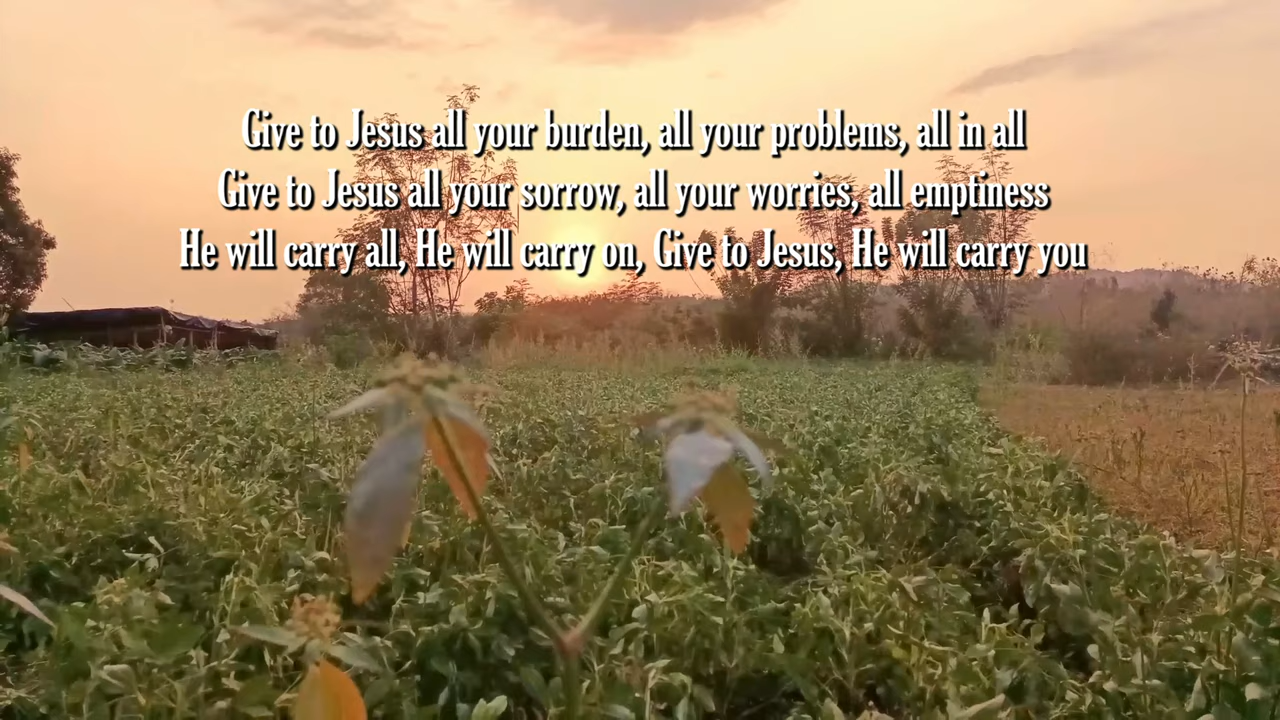 Give to Jesus all your burden, all your problems, all in all
Give to Jesus all your sorrow, all your worries, all emptiness
He will carry all, He will carry on, Give to Jesus, He will carry you